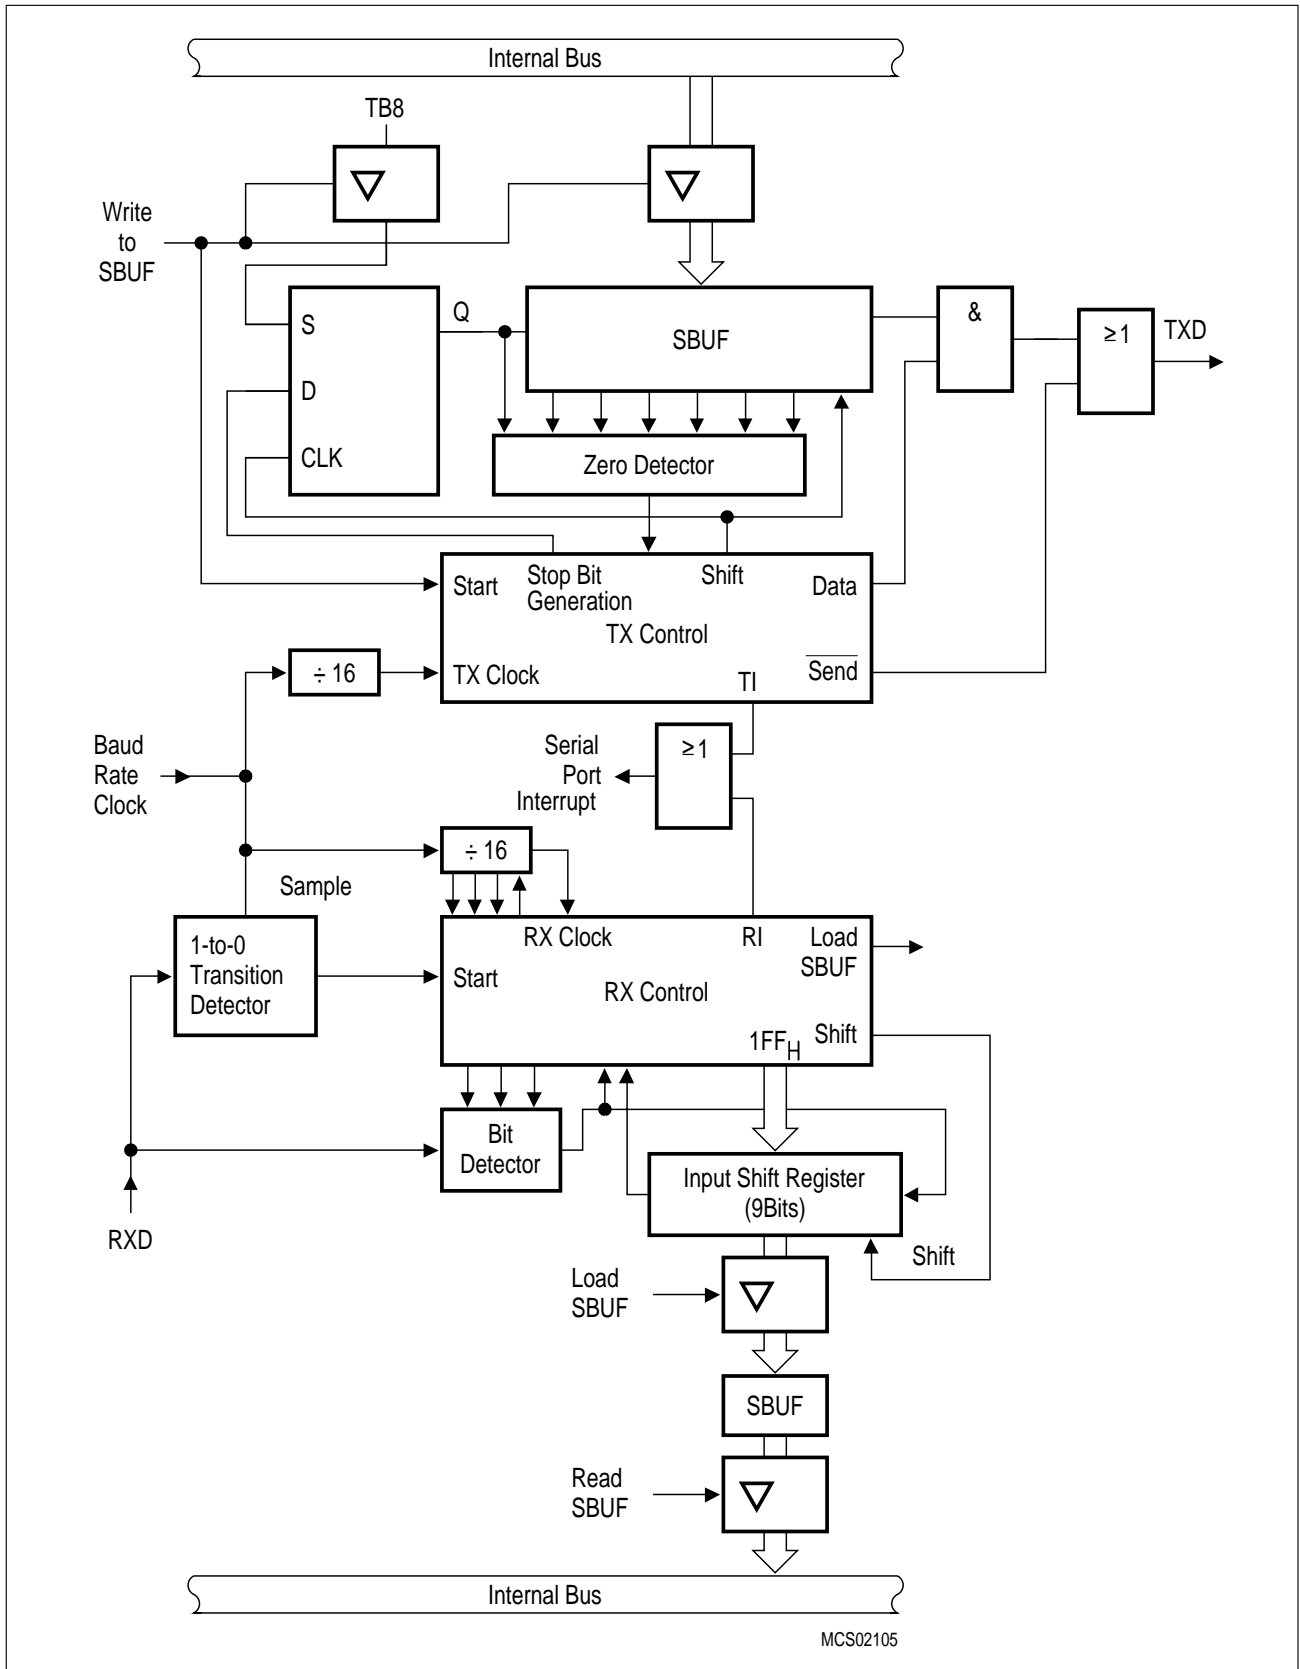 Internal Bus
TB8
Write
to
SBUF
S
Q
SBUF
&
≥1
TXD
D
CLK
Zero Detector
Start
Stop Bit
Generation
Shift
Data
TX Control
÷ 16
TX Clock
TI
Send
Baud
Rate
Clock
Serial
Port
Interrupt
≥1
÷ 16
Sample
1-to-0
Transition
Detector
RX Clock
RI
Load
SBUF
Start
RX Control
1FFH
Shift
Bit
Detector
Input Shift Register
(9Bits)
RXD
Shift
Load
SBUF
SBUF
Read
SBUF
Internal Bus
MCS02105